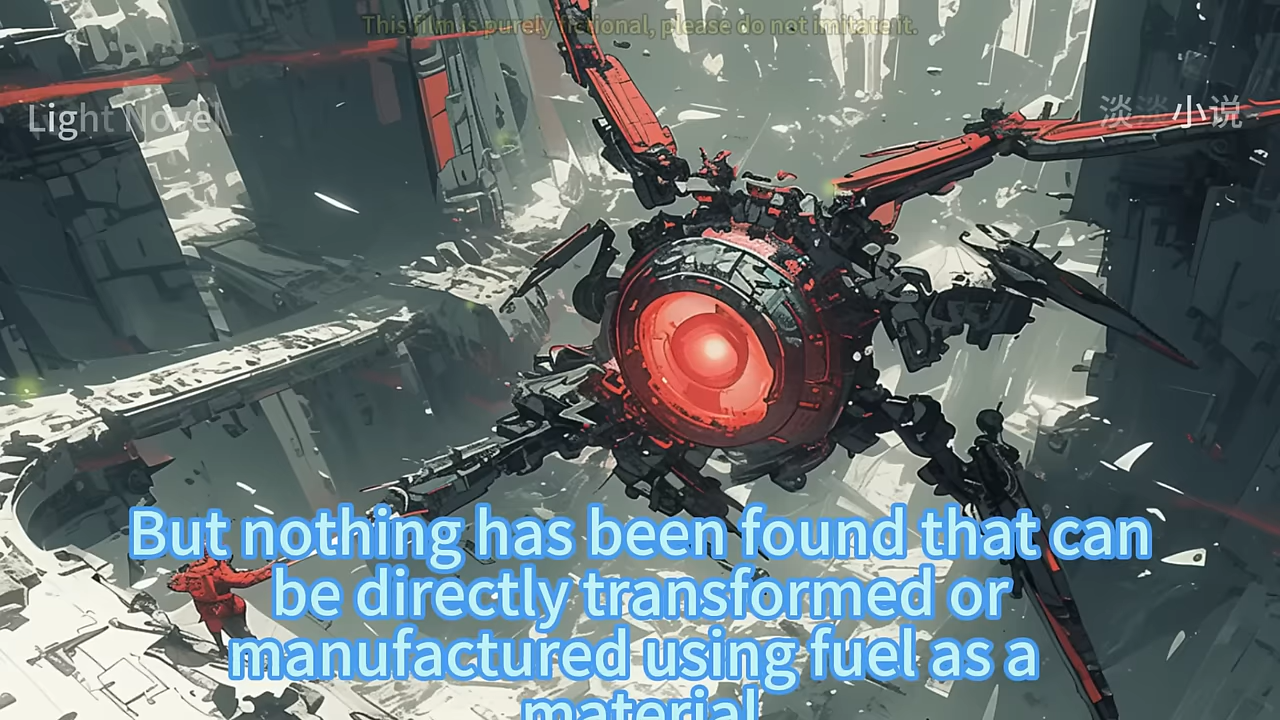 This film is purely fictional, please do not imitate it.
Light Novel
淡淡小说
But nothing has been found that can
be directly transformed or
manufactured using fuel as a
material